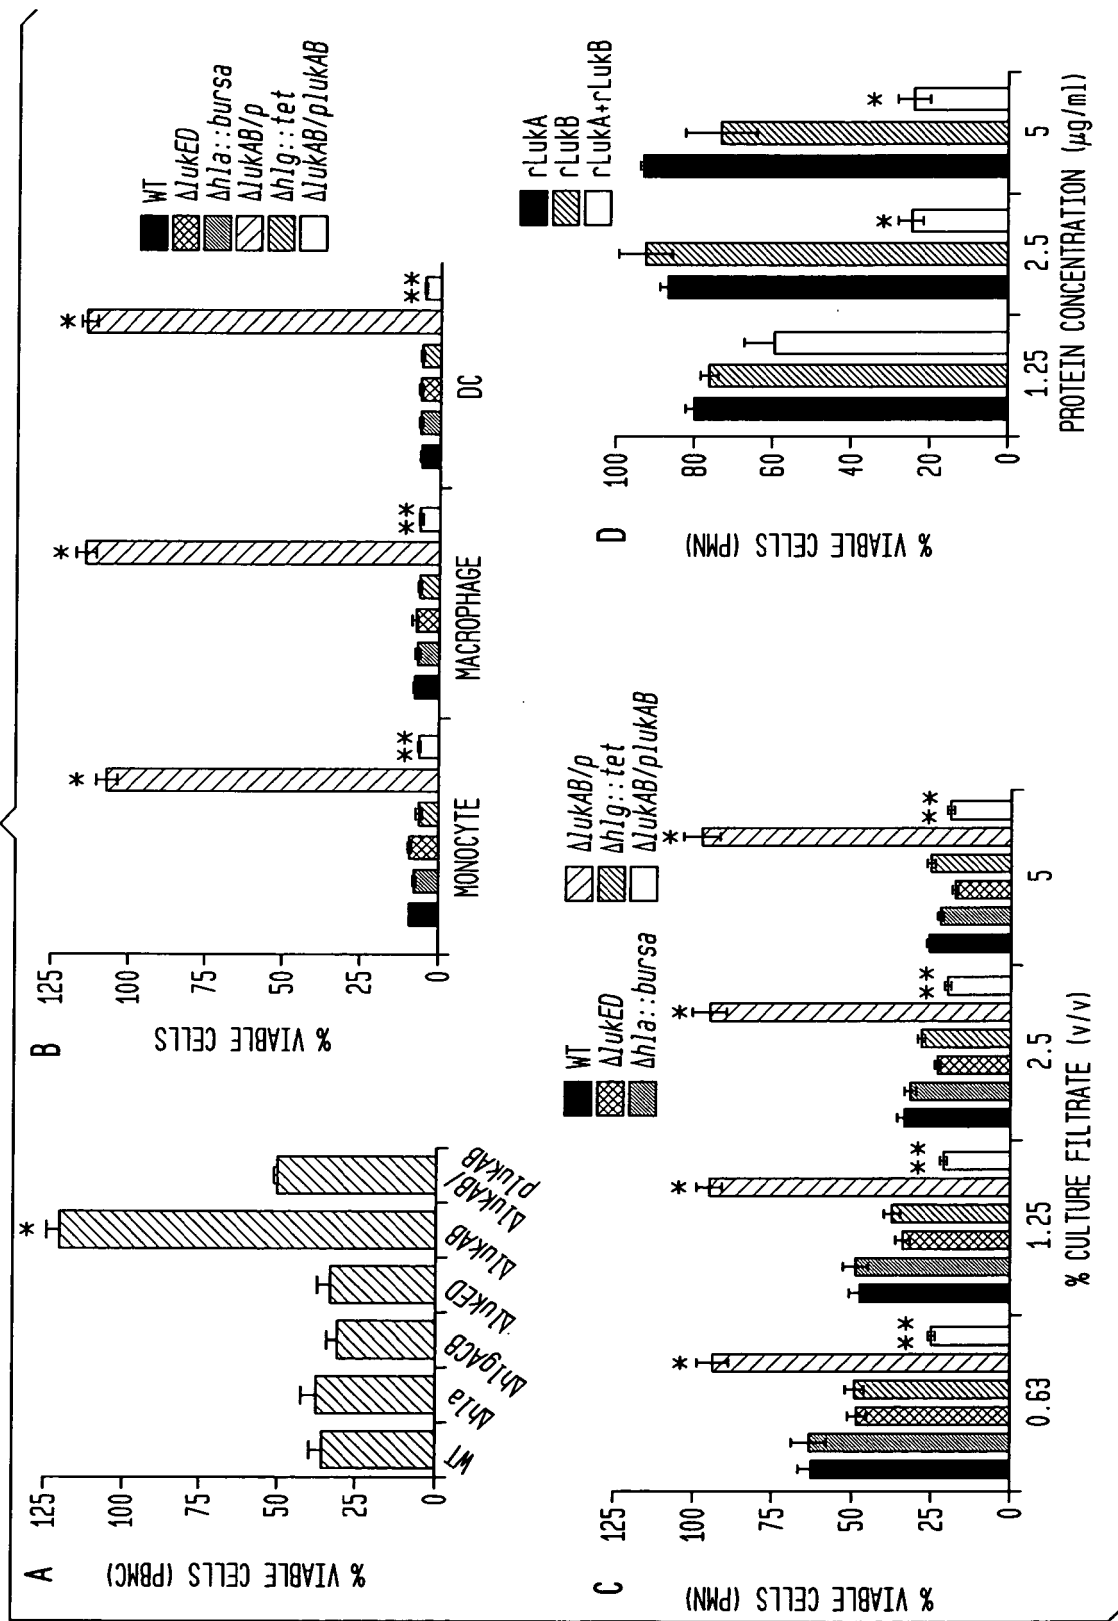 A
% VIABLE CELLS (PBMC)
125
100
75
50
25
0
WT
Δhla
ΔhlgACB
ΔlukED
ΔlukAB
ΔlukAB/
plukAB
*
B
% VIABLE CELLS
125
100
75
50
25
0
MONOCYTE
MACROPHAGE
DC
*
**
*
**
*
**
WT
ΔlukED
Δhla::bursa
ΔlukAB/p
Δhlg::tet
ΔlukAB/plukAB
C
% VIABLE CELLS (PMN)
125
100
75
50
25
0
0.63
1.25
2.5
5
% CULTURE FILTRATE (v/v)
*
**
*
**
*
**
*
**
WT
ΔlukED
Δhla::bursa
ΔlukAB/p
Δhlg::tet
ΔlukAB/plukAB
D
% VIABLE CELLS (PMN)
100
80
60
40
20
0
1.25
2.5
5
PROTEIN CONCENTRATION (μg/ml)
*
*
rLukA
rLukB
rLukA+rLukB